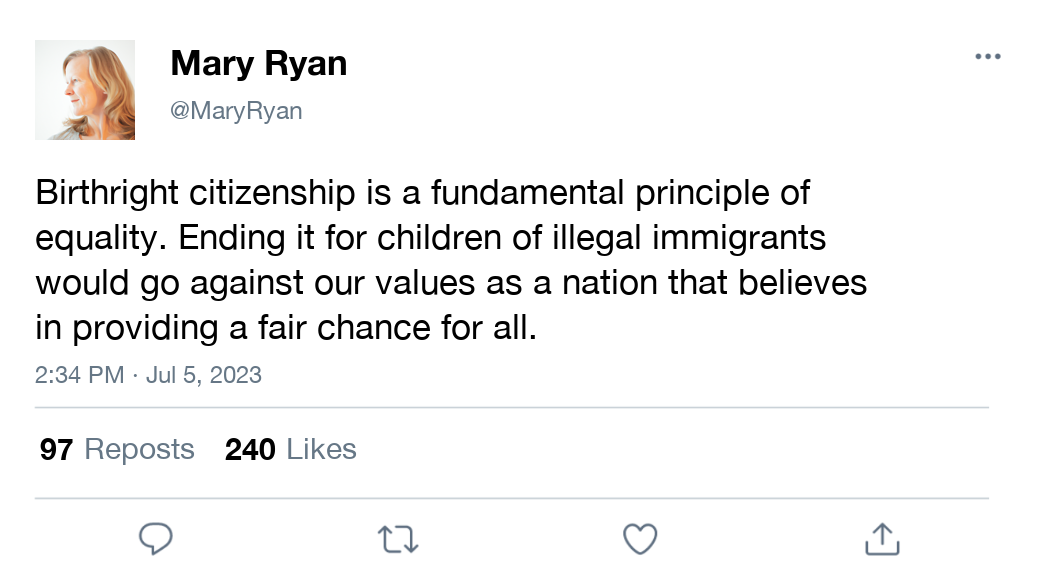 Mary Ryan
@MaryRyan
Birthright citizenship is a fundamental principle of
equality. Ending it for children of illegal immigrants
would go against our values as a nation that believes
in providing a fair chance for all.
2:34 PM · Jul 5, 2023
97 Reposts 240 Likes